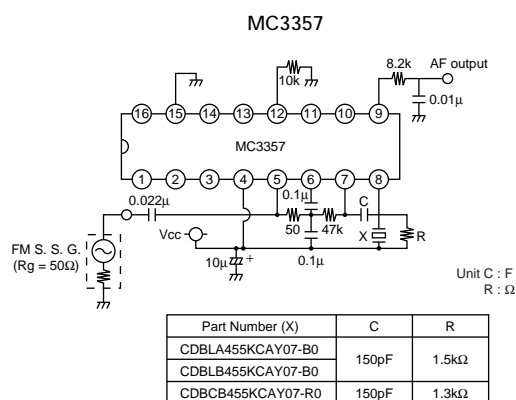 MC3357
8.2k
AF output
10k
0.01μ
16 15 14 13 12 11 10 9
MC3357
1 2 3 4 5 6 7 8
0.022μ
0.1μ
C
FM S. S. G.
(Rg = 50Ω)
Vcc
50
47k
X
R
10μ
+
0.1μ
Unit C : F
R : Ω
Part Number (X) C R
CDBLA455KCAY07-B0
150pF 1.5kΩ
CDBLB455KCAY07-B0
CDBCB455KCAY07-R0 150pF 1.3kΩ